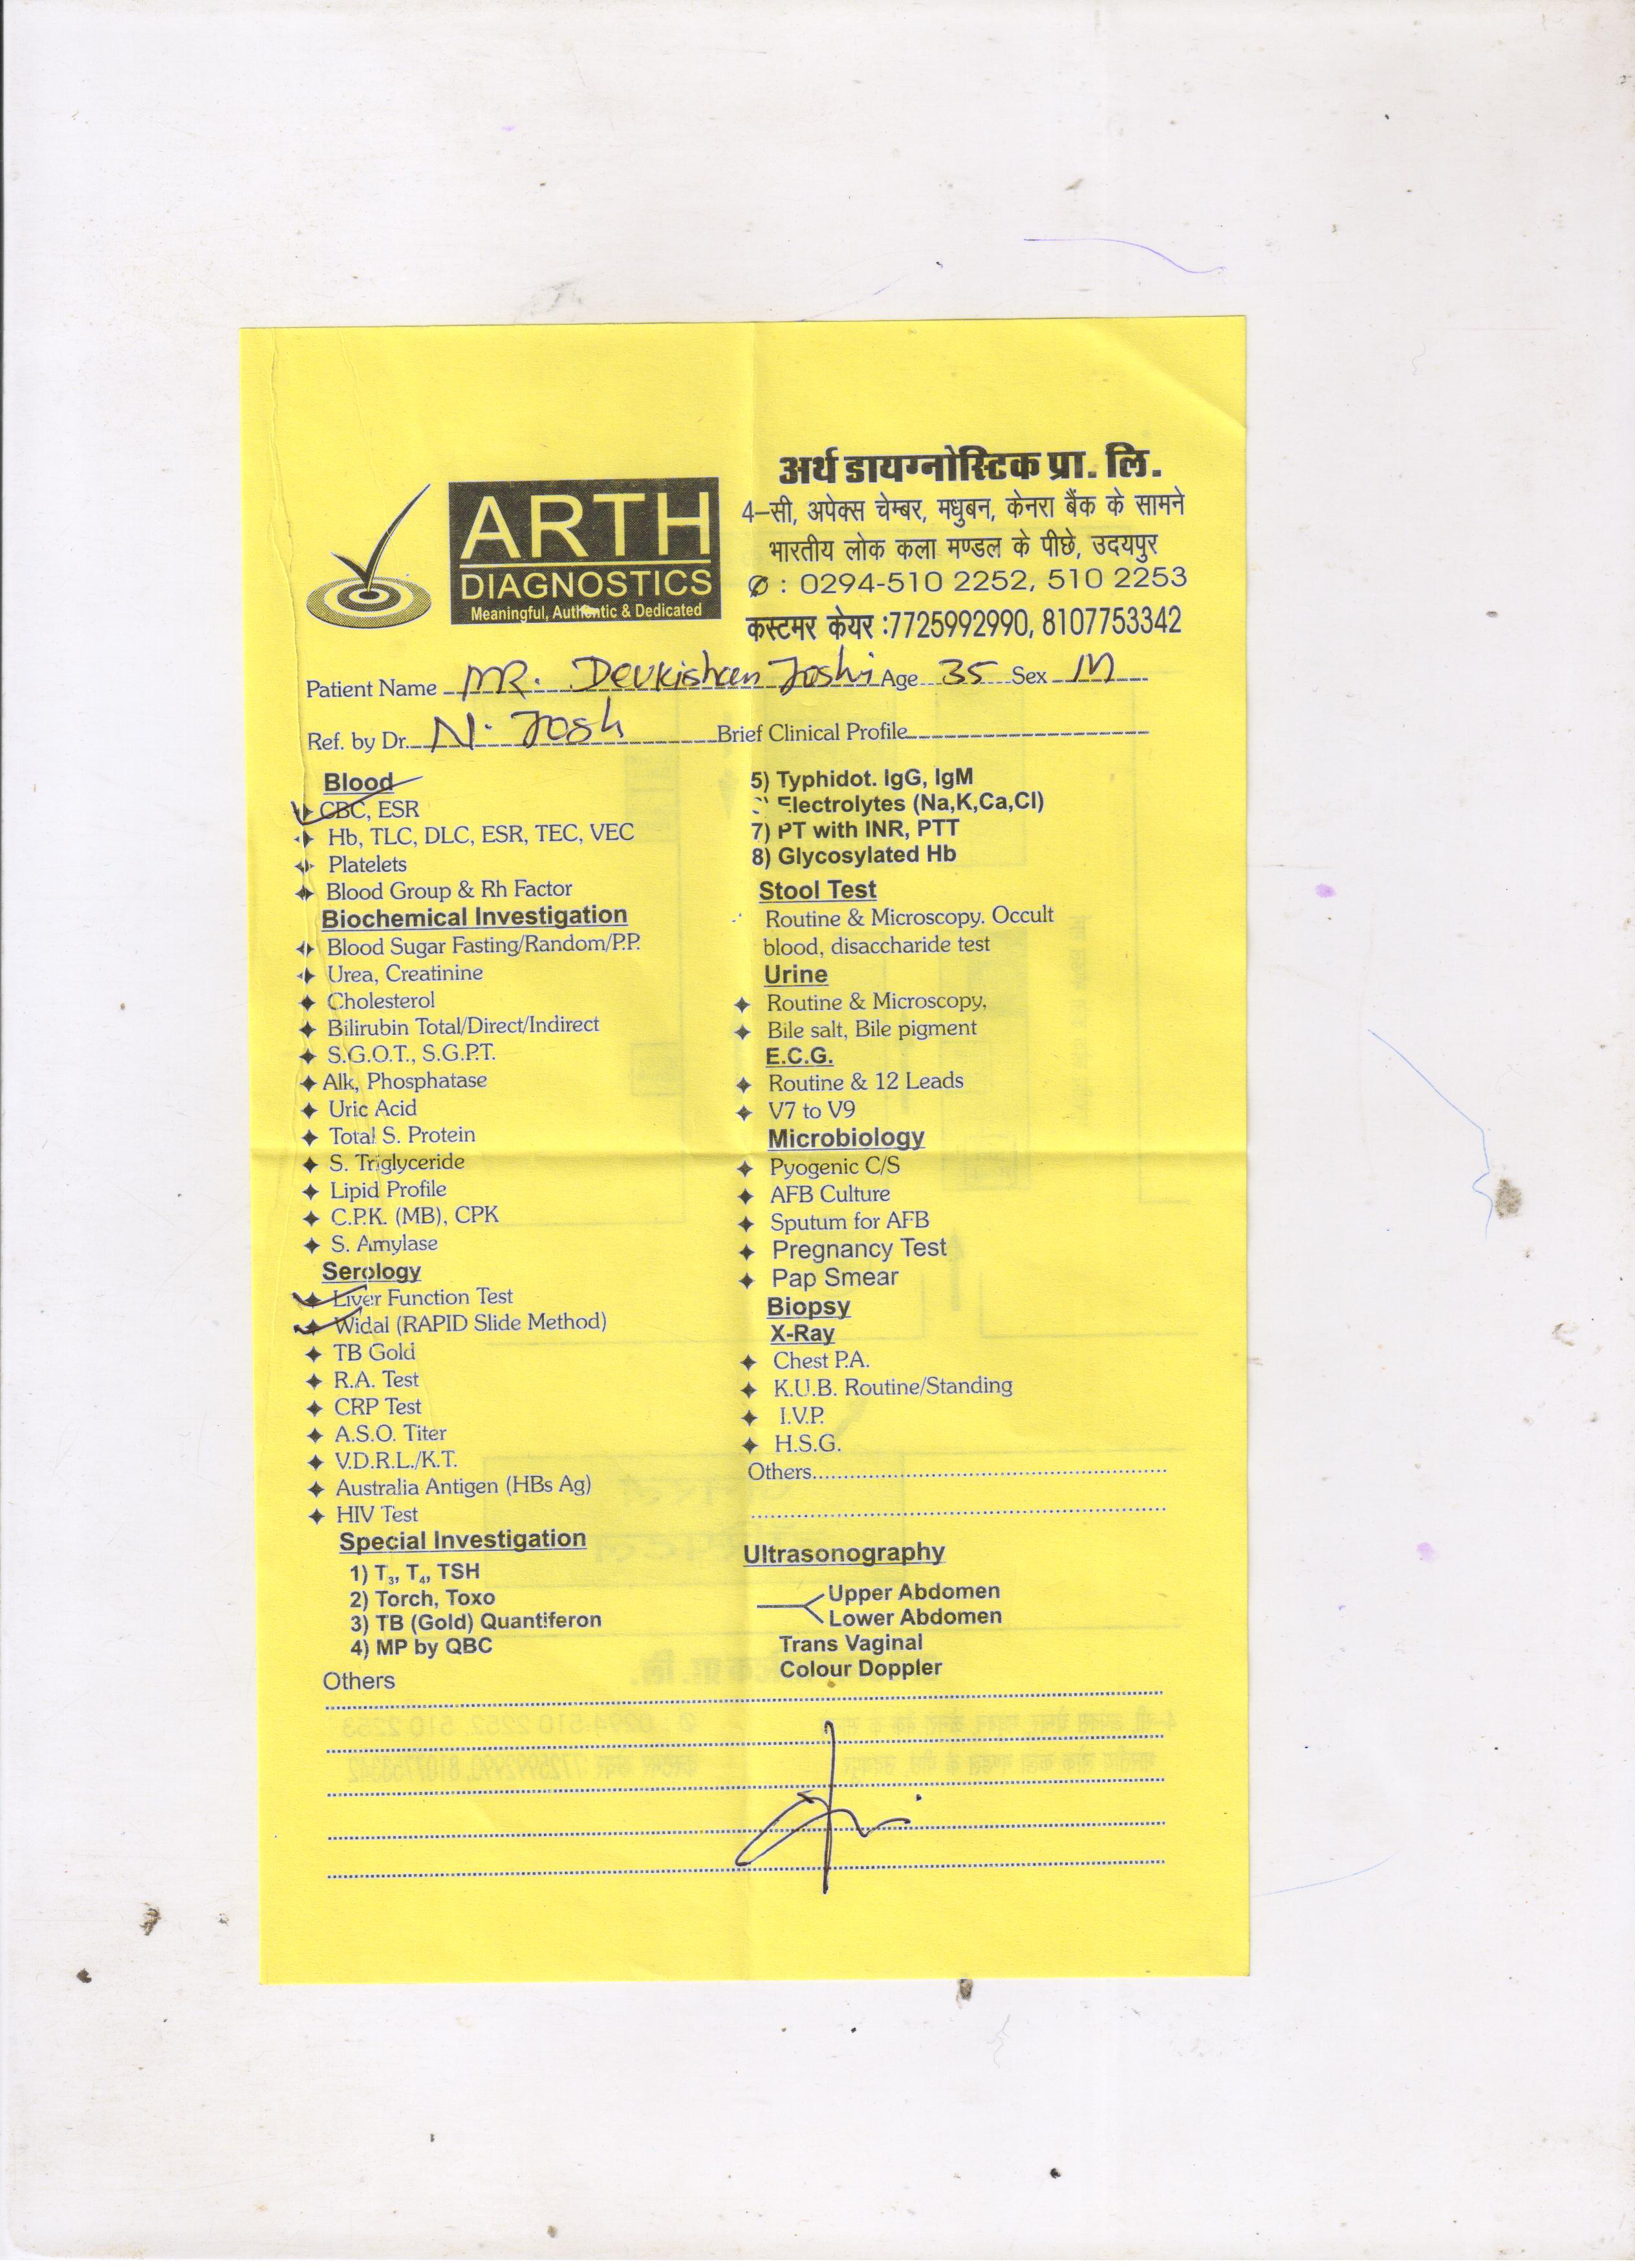 अर्थ डायग्नोस्टिक प्रा. लि.
ARTH
DIAGNOSTICS
Meaningful, Authentic & Dedicated
4–सी, अपेक्स चेम्बर, मधुबन, केनरा बैंक के सामने
भारतीय लोक कला मण्डल के पीछे, उदयपुर
: 0294-510 2252, 510 2253
कस्टमर केयर :7725992990, 8107753342
Patient Name MR. Devkishan Joshi Age 35 Sex M
Ref. by Dr. N. Josh Brief Clinical Profile
Blood
CBC, ESR
Hb, TLC, DLC, ESR, TEC, VEC
Platelets
Blood Group & Rh Factor
Biochemical Investigation
Blood Sugar Fasting/Random/P.P.
Urea, Creatinine
Cholesterol
Bilirubin Total/Direct/Indirect
S.G.O.T., S.G.P.T.
Alk, Phosphatase
Uric Acid
Total S. Protein
S. Triglyceride
Lipid Profile
C.P.K. (MB), CPK
S. Amylase
Serology
Liver Function Test
Widal (RAPID Slide Method)
TB Gold
R.A. Test
CRP Test
A.S.O. Titer
V.D.R.L./K.T.
Australia Antigen (HBs Ag)
HIV Test
Special Investigation
1) T3, T4, TSH
2) Torch, Toxo
3) TB (Gold) Quantiferon
4) MP by QBC
Others
5) Typhidot. IgG, IgM
Electrolytes (Na,K,Ca,Cl)
7) PT with INR, PTT
8) Glycosylated Hb
Stool Test
Routine & Microscopy. Occult
blood, disaccharide test
Urine
Routine & Microscopy,
Bile salt, Bile pigment
E.C.G.
Routine & 12 Leads
V7 to V9
Microbiology
Pyogenic C/S
AFB Culture
Sputum for AFB
Pregnancy Test
Pap Smear
Biopsy
X-Ray
Chest P.A.
K.U.B. Routine/Standing
I.V.P.
H.S.G.
Others
Ultrasonography
Upper Abdomen
Lower Abdomen
Trans Vaginal
Colour Doppler